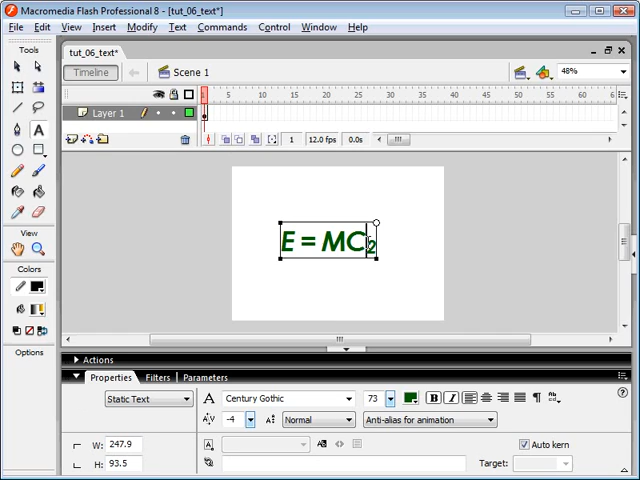 Macromedia Flash Professional 8 - [tut_06_text*]
File Edit View Insert Modify Text Commands Control Window Help
Tools
tut_06_text*
Timeline Scene 1 48%
1 5 10 15 20 25 30 35 40 45 50 55 60 6
Layer 1
1 12.0 fps 0.0s
E = MC2
View
Colors
Options
Actions
Properties Filters Parameters
Static Text A Century Gothic 73 B I
A/V -4 Normal Anti-alias for animation
W: 247.9 Auto kern
H: 93.5 Target: